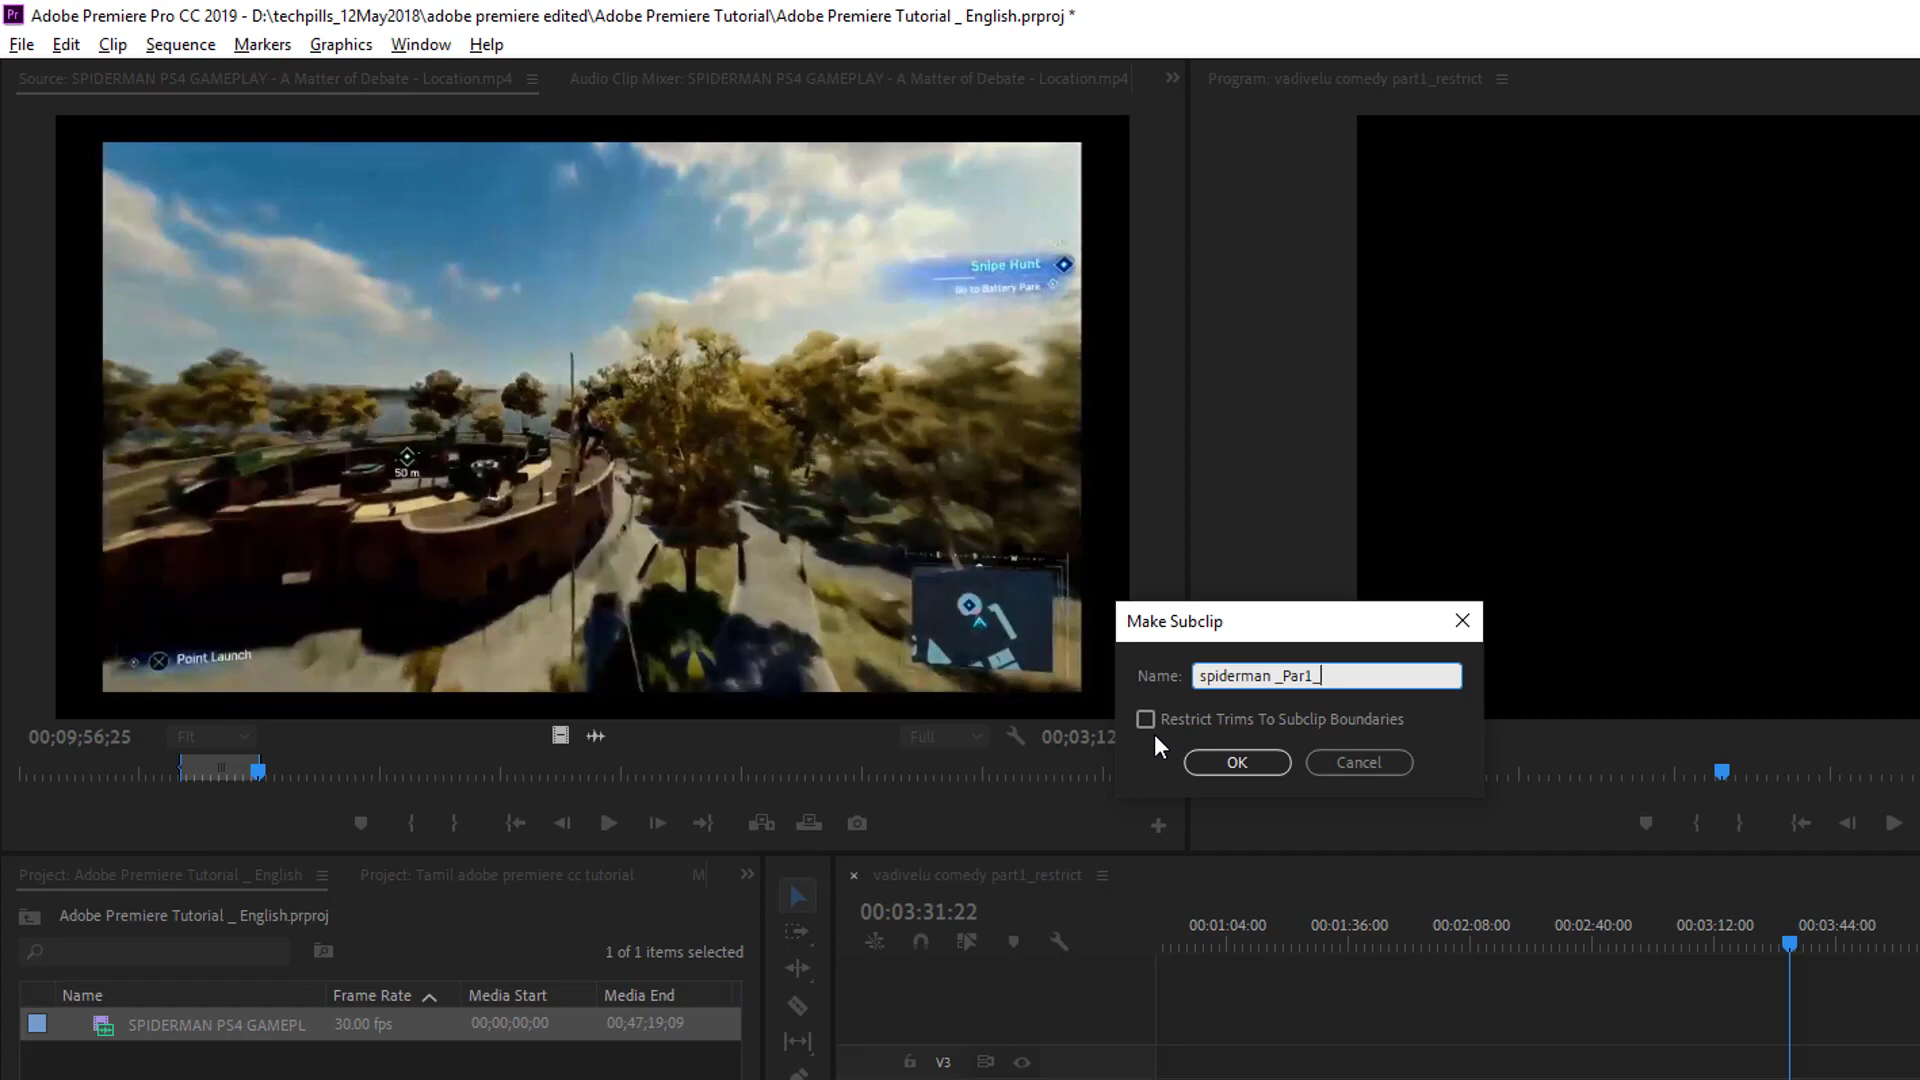 Pr Adobe Premiere Pro CC 2019 - D:\techpills_12May2018\adobe premiere edited\Adobe Premiere Tutorial\Adobe Premiere Tutorial _ English.prproj *
File Edit Clip Sequence Markers Graphics Window Help
Source: SPIDERMAN PS4 GAMEPLAY - A Matter of Debate - Location.mp4
Audio Clip Mixer: SPIDERMAN PS4 GAMEPLAY - A Matter of Debate - Location.mp4
Program: vadivelu comedy part1_restrict
Snipe Hunt
Go to Battery Park
50 m
Point Launch
Make Subclip
Name: spiderman _Par1_
Restrict Trims To Subclip Boundaries
OK Cancel
00;09;56;25 Fit Full 00;03;12
Project: Adobe Premiere Tutorial _ English
Project: Tamil adobe premiere cc tutorial
M
Adobe Premiere Tutorial _ English.prproj
1 of 1 items selected
Name Frame Rate Media Start Media End
SPIDERMAN PS4 GAMEPL 30.00 fps 00;00;00;00 00;47;19;09
× vadivelu comedy part1_restrict
00:03:31:22
00:01:04:00 00:01:36:00 00:02:08:00 00:02:40:00 00:03:12:00 00:03:44:00
V3